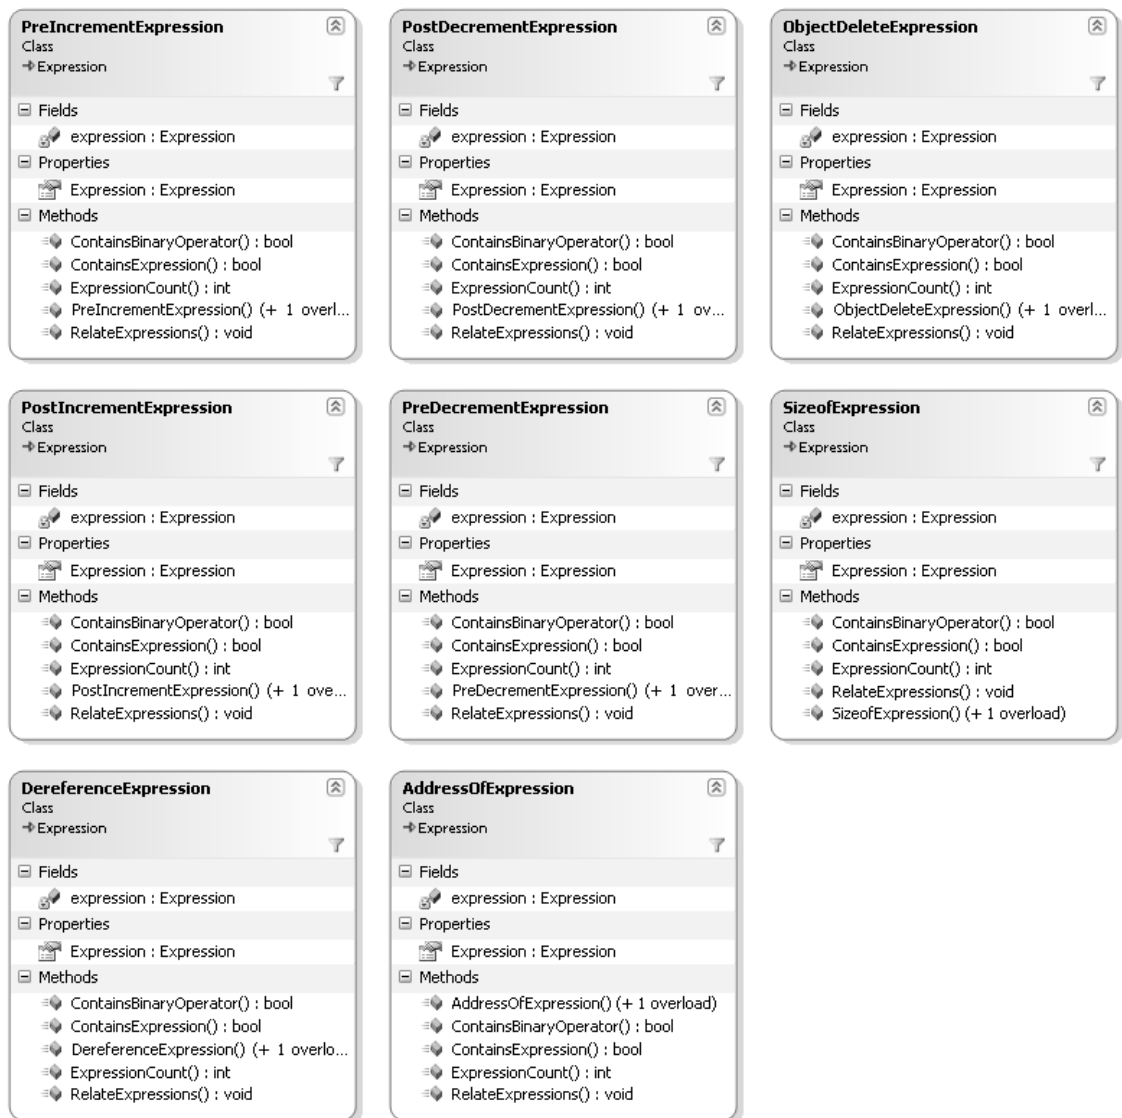 PreIncrementExpression
Class
Expression
Fields
expression : Expression
Properties
Expression : Expression
Methods
ContainsBinaryOperator() : bool
ContainsExpression() : bool
ExpressionCount() : int
PreIncrementExpression() (+ 1 overl...
RelateExpressions() : void
PostDecrementExpression
Class
Expression
Fields
expression : Expression
Properties
Expression : Expression
Methods
ContainsBinaryOperator() : bool
ContainsExpression() : bool
ExpressionCount() : int
PostDecrementExpression() (+ 1 ov...
RelateExpressions() : void
ObjectDeleteExpression
Class
Expression
Fields
expression : Expression
Properties
Expression : Expression
Methods
ContainsBinaryOperator() : bool
ContainsExpression() : bool
ExpressionCount() : int
ObjectDeleteExpression() (+ 1 overl...
RelateExpressions() : void
PostIncrementExpression
Class
Expression
Fields
expression : Expression
Properties
Expression : Expression
Methods
ContainsBinaryOperator() : bool
ContainsExpression() : bool
ExpressionCount() : int
PostIncrementExpression() (+ 1 ove...
RelateExpressions() : void
PreDecrementExpression
Class
Expression
Fields
expression : Expression
Properties
Expression : Expression
Methods
ContainsBinaryOperator() : bool
ContainsExpression() : bool
ExpressionCount() : int
PreDecrementExpression() (+ 1 over...
RelateExpressions() : void
SizeofExpression
Class
Expression
Fields
expression : Expression
Properties
Expression : Expression
Methods
ContainsBinaryOperator() : bool
ContainsExpression() : bool
ExpressionCount() : int
RelateExpressions() : void
SizeofExpression() (+ 1 overload)
DereferenceExpression
Class
Expression
Fields
expression : Expression
Properties
Expression : Expression
Methods
ContainsBinaryOperator() : bool
ContainsExpression() : bool
DereferenceExpression() (+ 1 overlo...
ExpressionCount() : int
RelateExpressions() : void
AddressOfExpression
Class
Expression
Fields
expression : Expression
Properties
Expression : Expression
Methods
AddressOfExpression() (+ 1 overload)
ContainsBinaryOperator() : bool
ContainsExpression() : bool
ExpressionCount() : int
RelateExpressions() : void